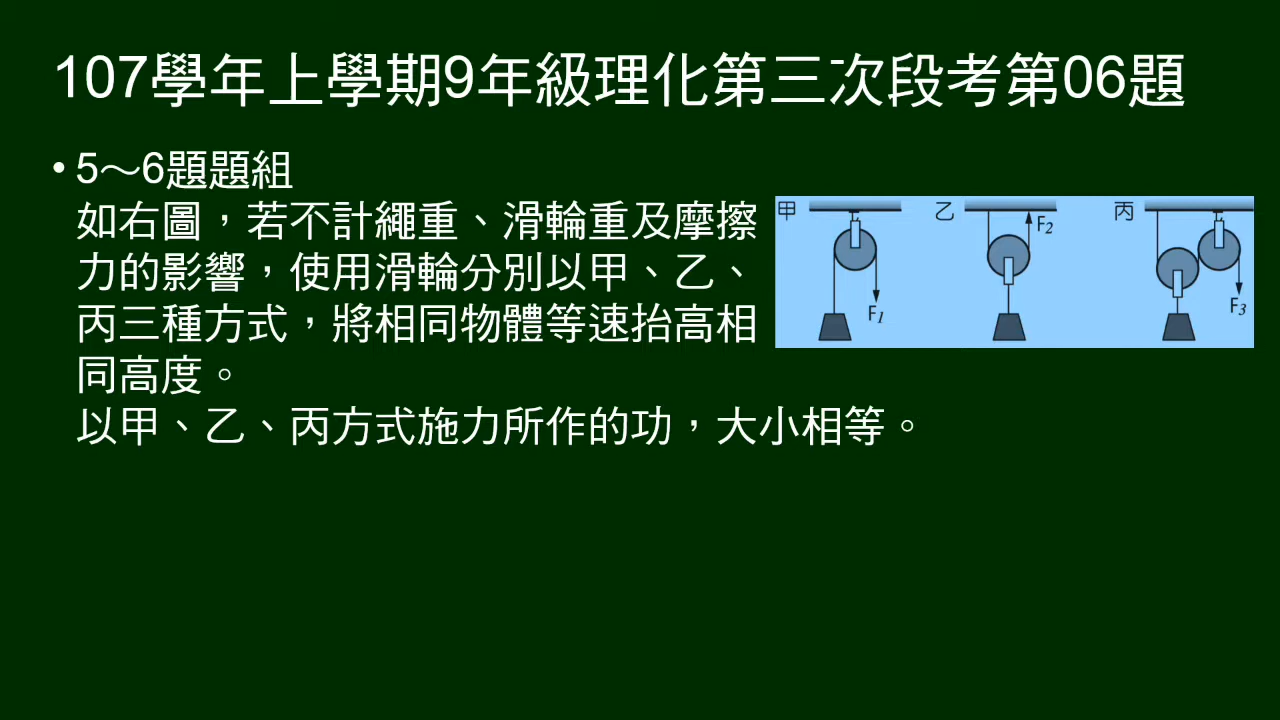 107學年上學期9年級理化第三次段考第06題
• 5～6題題組
如右圖，若不計繩重、滑輪重及摩擦
力的影響，使用滑輪分別以甲、乙、
丙三種方式，將相同物體等速抬高相
同高度。
以甲、乙、丙方式施力所作的功，大小相等。
甲 乙 丙
F2
F1 F3